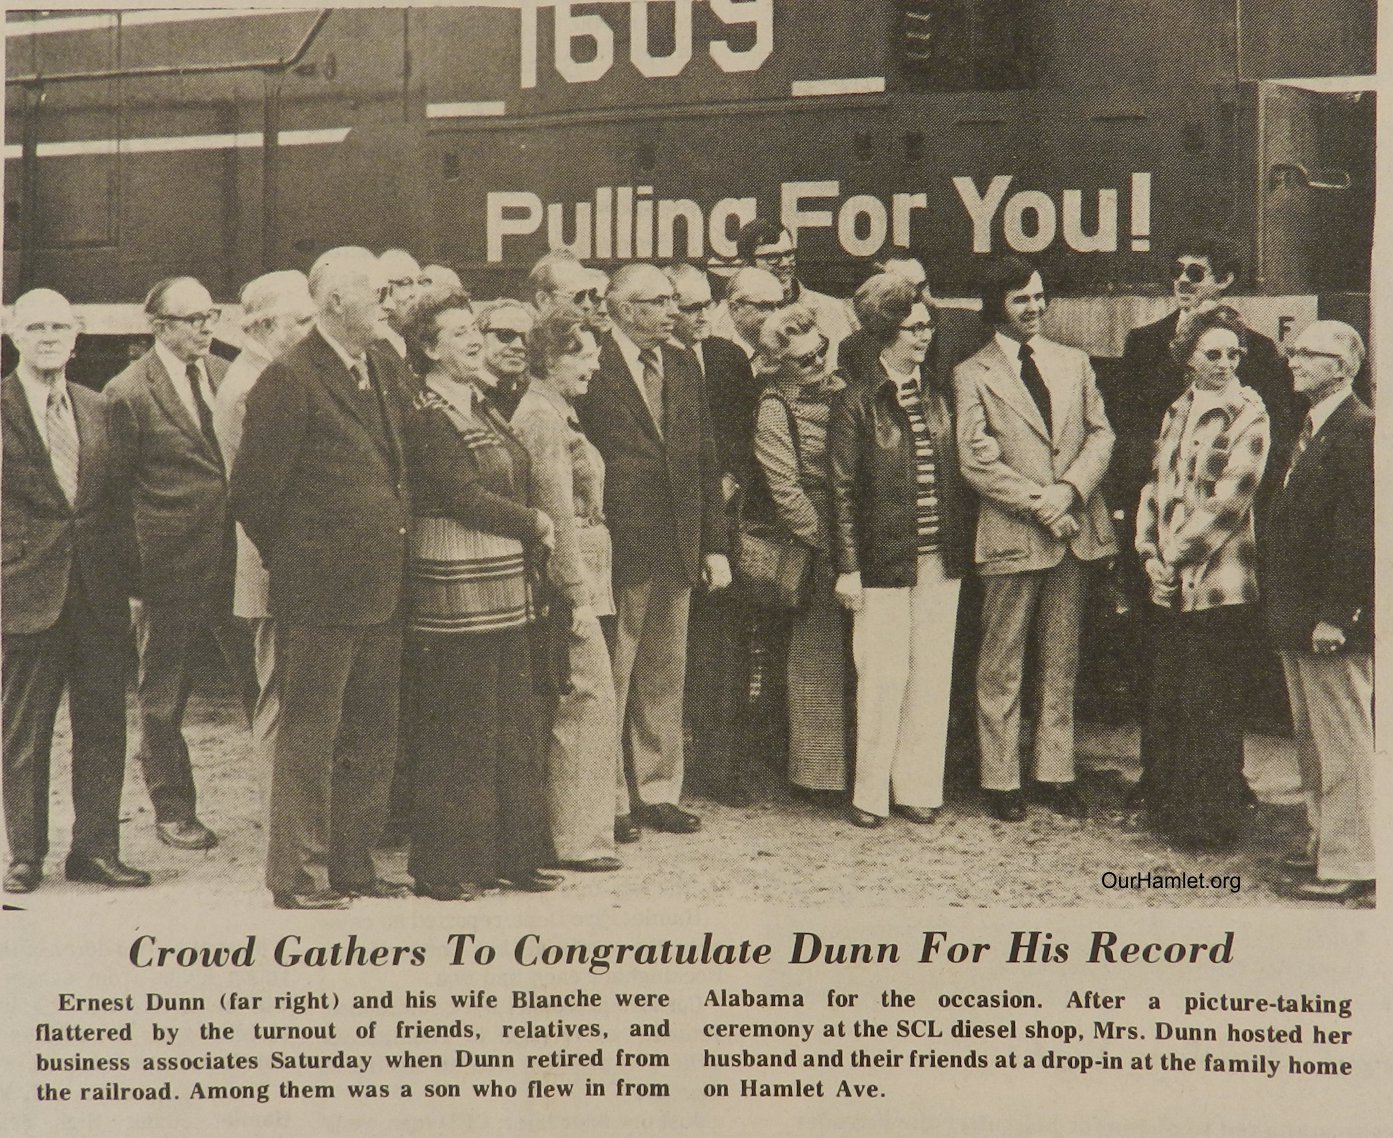 1609
Pulling For You!
F
OurHamlet.org
Crowd Gathers To Congratulate Dunn For His Record
Ernest Dunn (far right) and his wife Blanche were
flattered by the turnout of friends, relatives, and
business associates Saturday when Dunn retired from
the railroad. Among them was a son who flew in from
Alabama for the occasion. After a picture-taking
ceremony at the SCL diesel shop, Mrs. Dunn hosted her
husband and their friends at a drop-in at the family home
on Hamlet Ave.